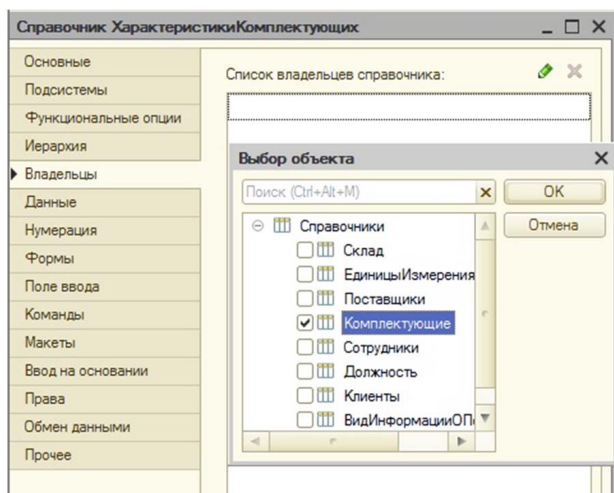 Справочник ХарактеристикиКомплектующих
Основные
Подсистемы
Функциональные опции
Иерархия
Владельцы
Данные
Нумерация
Формы
Поле ввода
Команды
Макеты
Ввод на основании
Права
Обмен данными
Прочее
Список владельцев справочника:
Выбор объекта
Поиск (Ctrl+Alt+M)
OK
Отмена
Справочники
Склад
ЕдиницыИзмерения
Поставщики
Комплектующие
Сотрудники
Должность
Клиенты